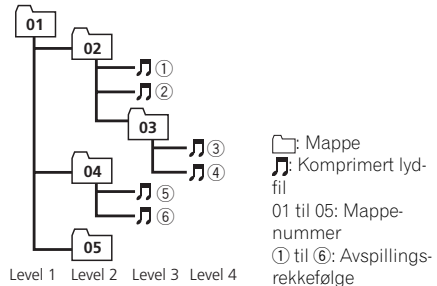 01
02
①
②
03
③
④
04
⑤
⑥
05
Level 1 Level 2 Level 3 Level 4
: Mappe
: Komprimert lyd-
fil
01 til 05: Mappe-
nummer
① til ⑥: Avspillings-
rekkefølge